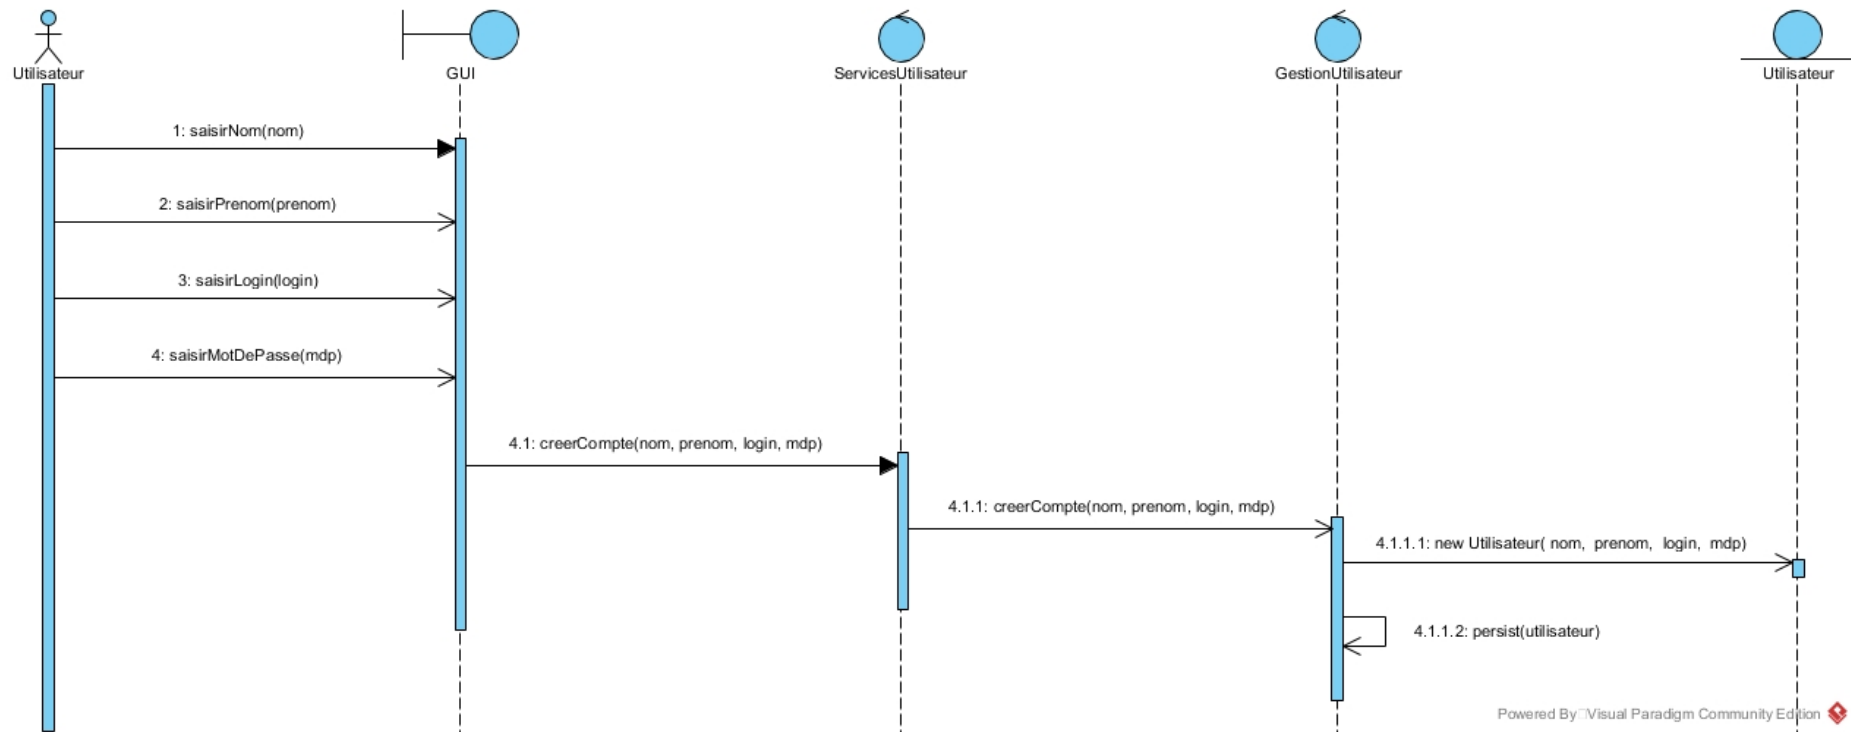 Utilisateur
GUI
ServicesUtilisateur
GestionUtilisateur
Utilisateur
1: saisirNom(nom)
2: saisirPrenom(prenom)
3: saisirLogin(login)
4: saisirMotDePasse(mdp)
4.1: creerCompte(nom, prenom, login, mdp)
4.1.1: creerCompte(nom, prenom, login, mdp)
4.1.1.1: new Utilisateur( nom, prenom, login, mdp)
4.1.1.2: persist(utilisateur)
Powered By Visual Paradigm Community Edition